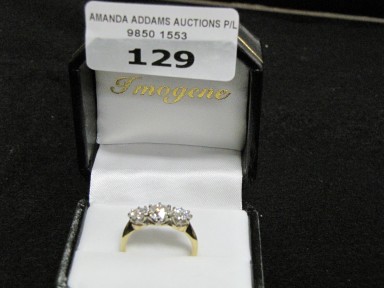 AMANDA ADDAMS AUCTIONS P/L
9850 1553
129
Imogene